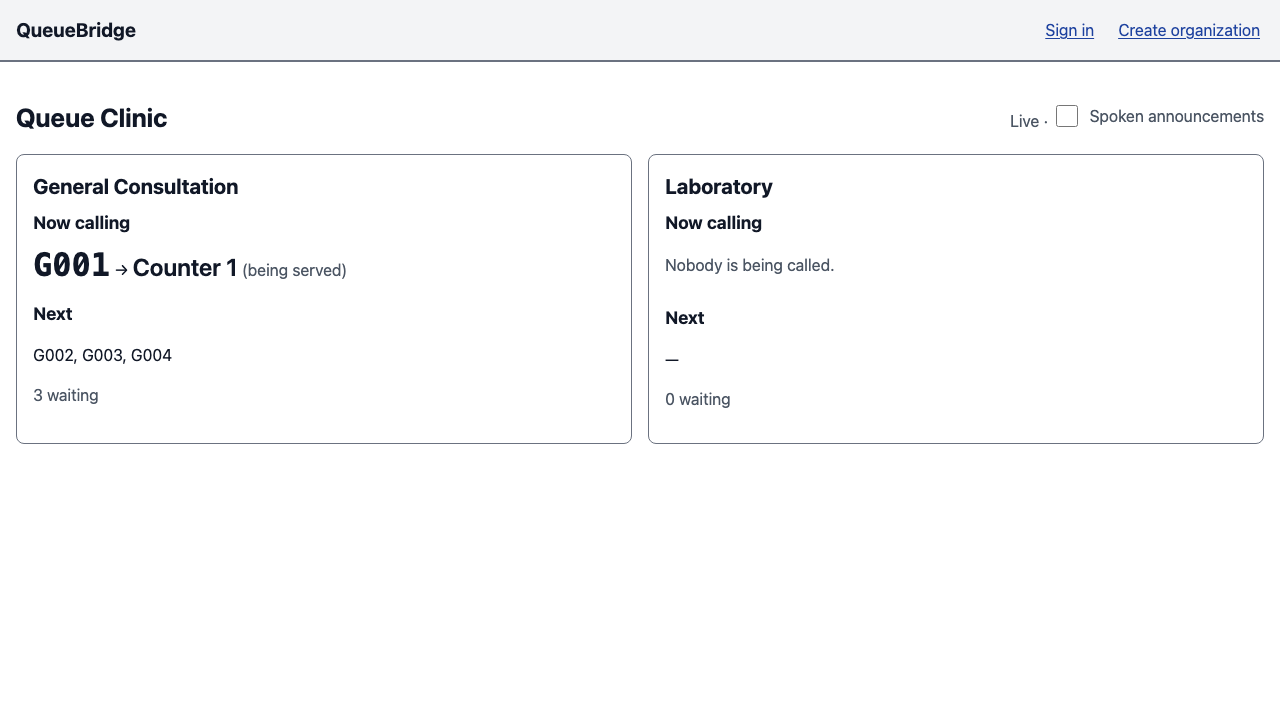 QueueBridge
Sign in Create organization
Queue Clinic
Live · Spoken announcements
General Consultation
Now calling
G001 → Counter 1 (being served)
Next
G002, G003, G004
3 waiting
Laboratory
Now calling
Nobody is being called.
Next
—
0 waiting